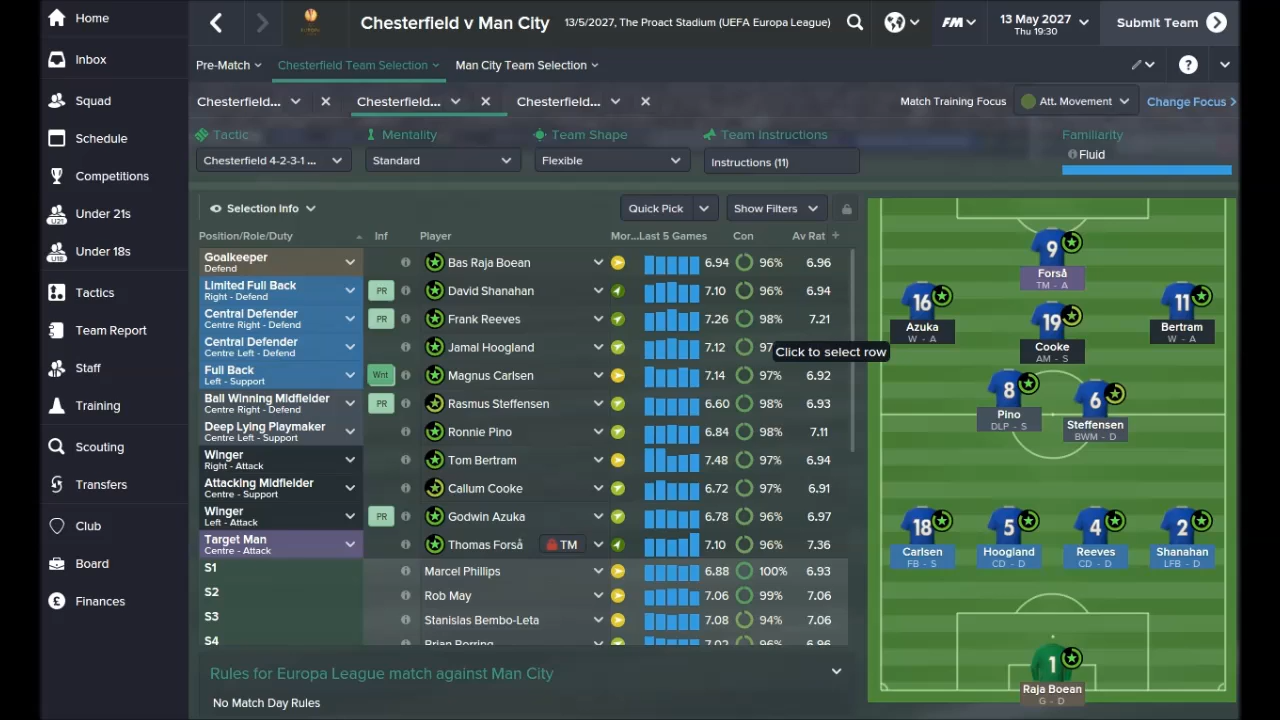 Home
Inbox
Squad
Schedule
Competitions
Under 21s
U21
Under 18s
U18
Tactics
Team Report
Staff
Training
Scouting
Transfers
Club
Board
Finances
Chesterfield v Man City 13/5/2027, The Proact Stadium (UEFA Europa League)
FM
13 May 2027
Thu 19:30
Submit Team
Pre-Match Chesterfield Team Selection Man City Team Selection
?
Chesterfield... Chesterfield... Chesterfield...
Match Training Focus Att. Movement Change Focus
Tactic Mentality Team Shape Team Instructions Familiarity
Chesterfield 4-2-3-1 ... Standard Flexible Instructions (11) Fluid
Selection Info Quick Pick Show Filters
Position/Role/Duty Inf Player Mor... Last 5 Games Con Av Rat +
Goalkeeper
Defend
Bas Raja Boean 6.94 96% 6.96
Limited Full Back
Right - Defend
PR David Shanahan 7.10 96% 6.94
Central Defender
Centre Right - Defend
PR Frank Reeves 7.26 98% 7.21
Central Defender
Centre Left - Defend
Jamal Hoogland 7.12 97
Click to select row
Full Back
Left - Support
Wnt Magnus Carlsen 7.14 97% 6.92
Ball Winning Midfielder
Centre Right - Defend
PR Rasmus Steffensen 6.60 98% 6.93
Deep Lying Playmaker
Centre Left - Support
Ronnie Pino 6.84 98% 7.11
Winger
Right - Attack
Tom Bertram 7.48 97% 6.94
Attacking Midfielder
Centre - Support
Callum Cooke 6.72 97% 6.91
Winger
Left - Attack
PR Godwin Azuka 6.78 96% 6.97
Target Man
Centre - Attack
Thomas Forså TM 7.10 96% 7.36
S1 Marcel Phillips 6.88 100% 6.93
S2 Rob May 7.06 99% 7.06
S3 Stanislas Bembo-Leta 7.08 94% 7.06
S4 7.02 96% 6.96
Rules for Europa League match against Man City
No Match Day Rules
9
Forså
TM - A
16
Azuka
W - A
19
Cooke
AM - S
11
Bertram
W - A
8
Pino
DLP - S
6
Steffensen
BWM - D
18
Carlsen
FB - S
5
Hoogland
CD - D
4
Reeves
CD - D
2
Shanahan
LFB - D
1
Raja Boean
G - D